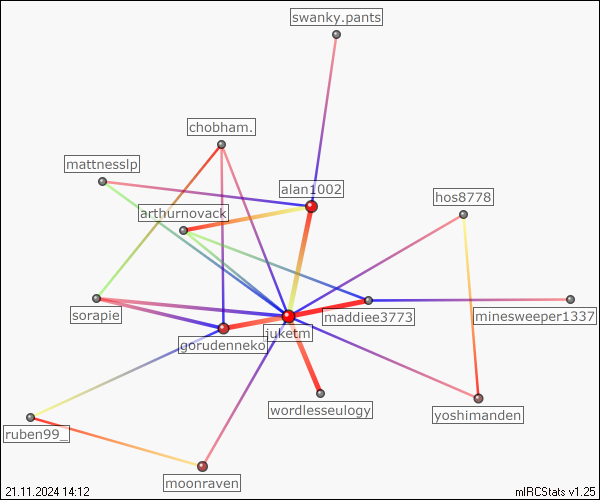 swanky.pants
chobham.
mattnesslp
alan1002
hos8778
arthurnovack
sorapie
maddiee3773
minesweeper1337
juketm
gorudenneko
wordlesseulogy
yoshimanden
ruben99_
moonraven
21.11.2024 14:12
mIRCStats v1.25